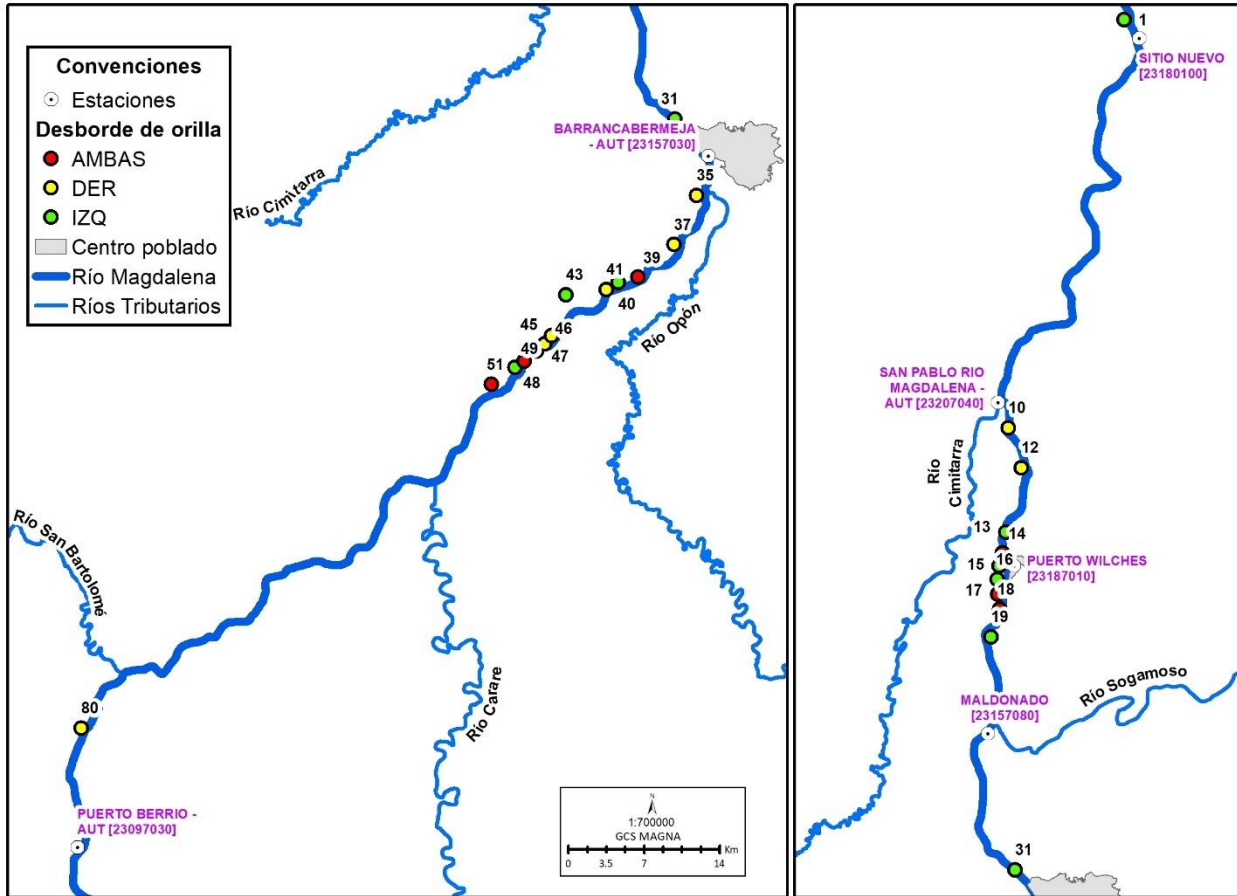 Convenciones
Estaciones
Desborde de orilla
AMBAS
DER
IZQ
Centro poblado
Río Magdalena
Ríos Tributarios
31
BARRANCABERMEJA
- AUT [23157030]
35
Río Cimitarra
37
39
43
41
40
Río Opón
45
46
49
47
51
48
Río San Bartolomé
Río Carare
80
PUERTO BERRIO -
AUT [23097030]
N
1:700000
GCS MAGNA
Km
0 3.5 7 14
1
SITIO NUEVO
[23180100]
SAN PABLO RIO
MAGDALENA -
AUT [23207040]
10
12
Río
Cimitarra
13
14
16
PUERTO WILCHES
[23187010]
15
17
18
19
MALDONADO
[23157080]
Río Sogamoso
31